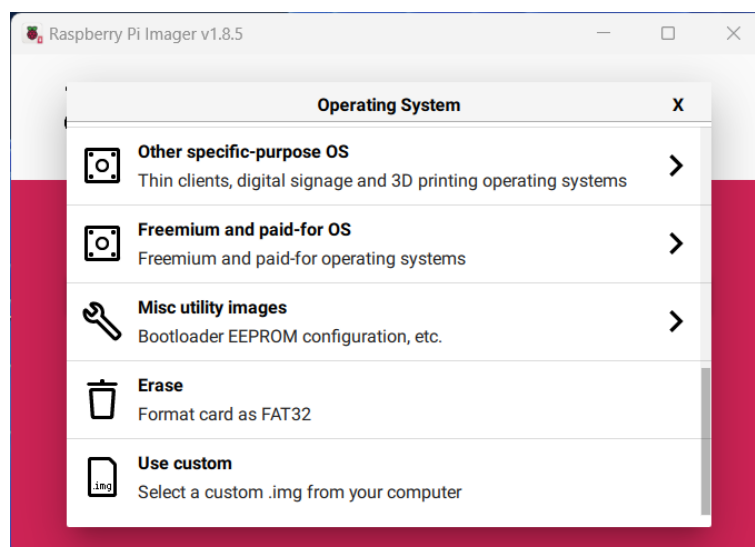 Raspberry Pi Imager v1.8.5
Operating System
X
Other specific-purpose OS
Thin clients, digital signage and 3D printing operating systems
Freemium and paid-for OS
Freemium and paid-for operating systems
Misc utility images
Bootloader EEPROM configuration, etc.
Erase
Format card as FAT32
.img
Use custom
Select a custom .img from your computer